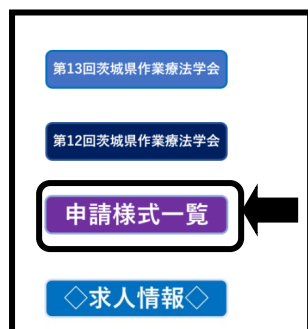 第13回茨城県作業療法学会
第12回茨城県作業療法学会
申請様式一覧
◇求人情報◇